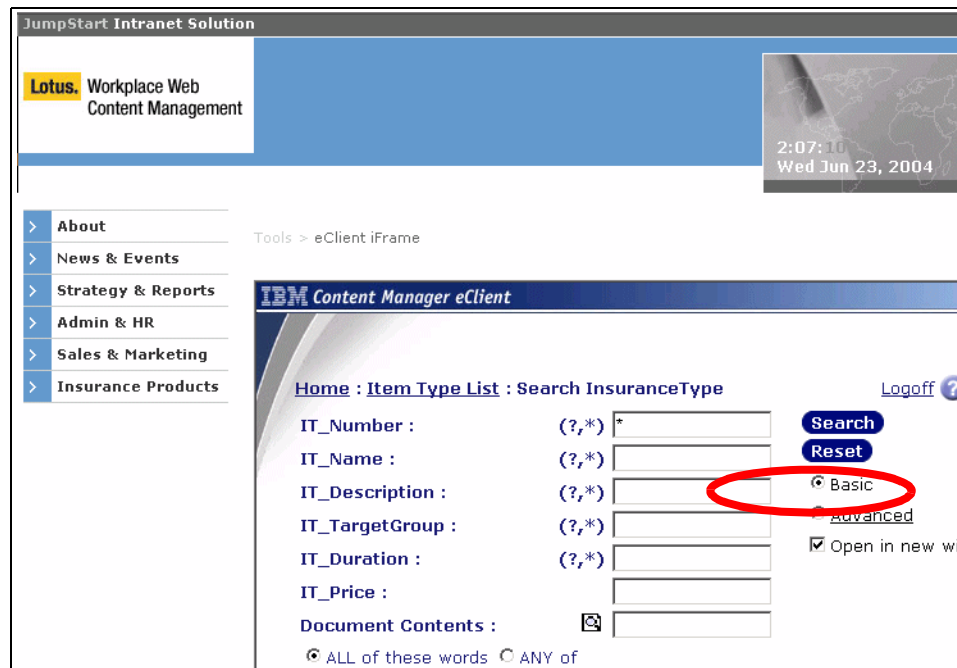 JumpStart Intranet Solution
Lotus. Workplace Web
Content Management
2:07:10
Wed Jun 23, 2004
> About
> News & Events
> Strategy & Reports
> Admin & HR
> Sales & Marketing
> Insurance Products
Tools > eClient iFrame
IBM Content Manager eClient
Home : Item Type List : Search InsuranceType Logoff ?
IT_Number : (?,*) * Search
Reset
IT_Name : (?,*)
IT_Description : (?,*) Basic
IT_TargetGroup : (?,*) Advanced
IT_Duration : (?,*) Open in new wi
IT_Price :
Document Contents :
ALL of these words ANY of